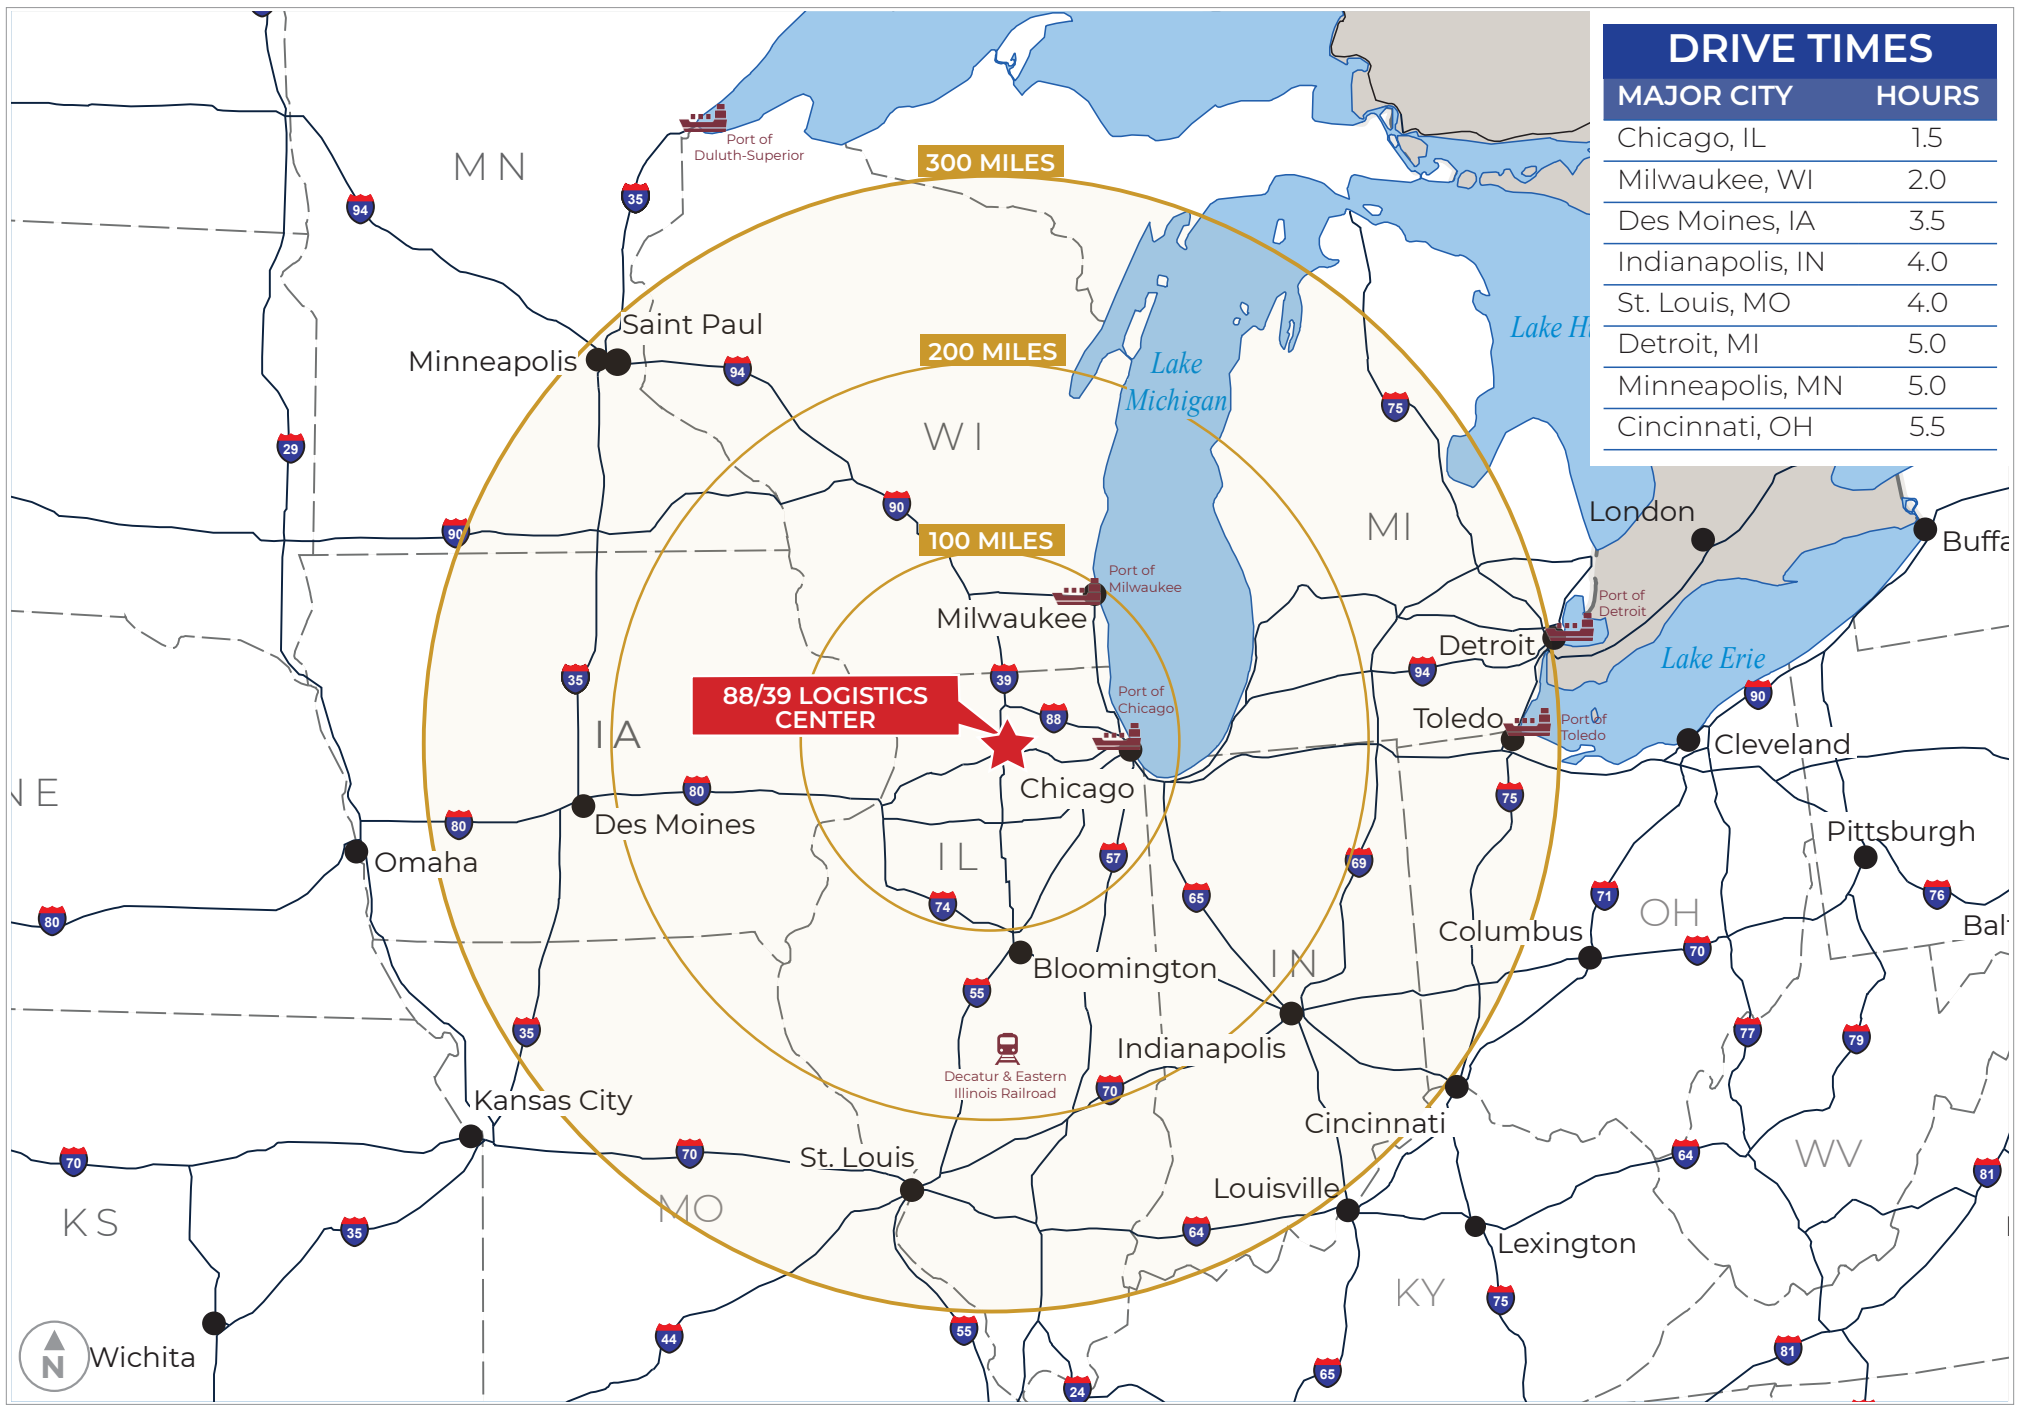 DRIVE TIMES
MAJOR CITY HOURS
Chicago, IL 1.5
Milwaukee, WI 2.0
Des Moines, IA 3.5
Indianapolis, IN 4.0
St. Louis, MO 4.0
Detroit, MI 5.0
Minneapolis, MN 5.0
Cincinnati, OH 5.5
Port of
Duluth-Superior
MN
300 MILES
94
35
Saint Paul
Minneapolis
94
200 MILES
Lake
Michigan
Lake H
75
29
WI
90
90
100 MILES
MI
London
Buffa
Port of
Milwaukee
Milwaukee
Port of
Detroit
Detroit
94
Lake Erie
90
35
39
88/39 LOGISTICS
CENTER
88
Port of
Chicago
Toledo
Port of
Toledo
Cleveland
IA
NE
Chicago
80
80
Des Moines
75
Pittsburgh
Omaha
IL
57
69
80
74
65
71
76
OH
Columbus
70
Bal
Bloomington
IN
55
35
77
79
Indianapolis
Decatur & Eastern
Illinois Railroad
70
Kansas City
Cincinnati
70
70
St. Louis
64
WV
81
Louisville
MO
KS
35
64
Lexington
KY
75
55
44
81
N
Wichita
65
24